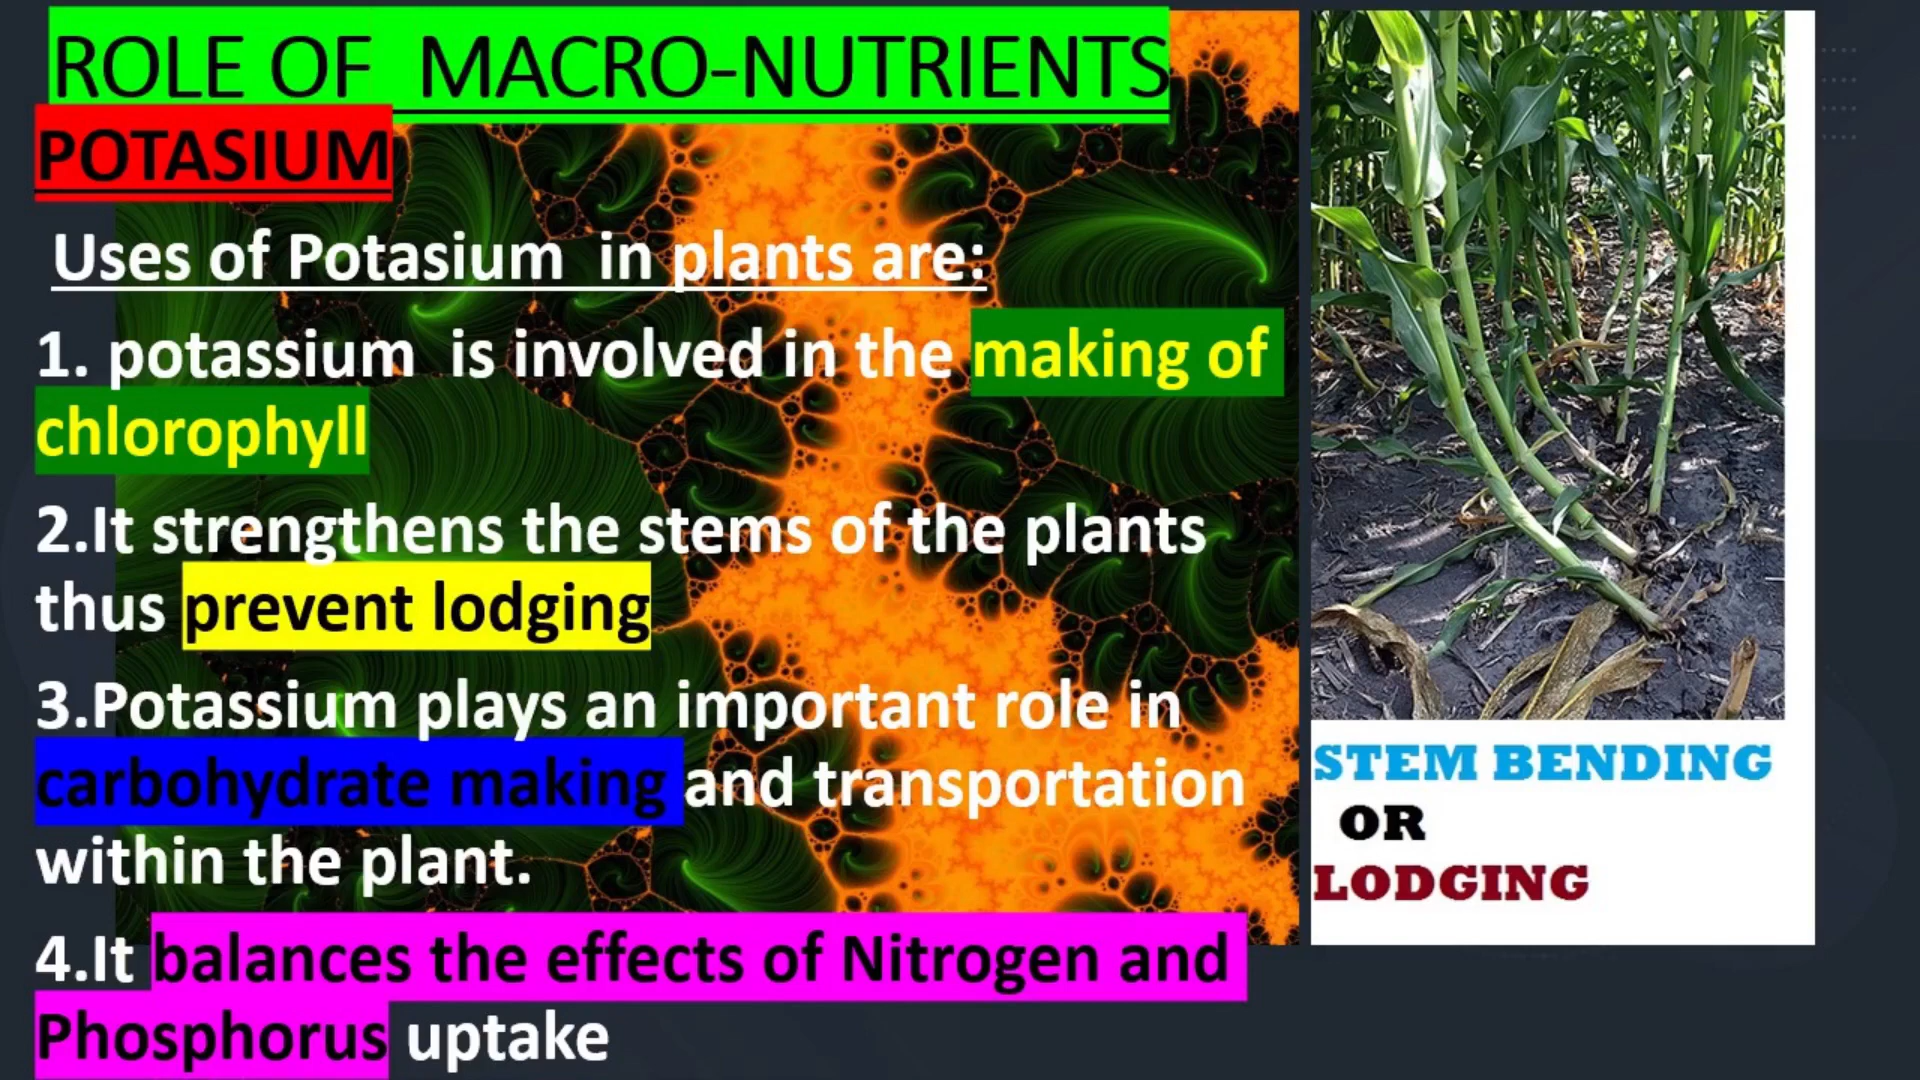 ROLE OF MACRO-NUTRIENTS
POTASIUM
Uses of Potasium in plants are:
1. potassium is involved in the making of
chlorophyll
2.It strengthens the stems of the plants
thus prevent lodging
3.Potassium plays an important role in
carbohydrate making and transportation
within the plant.
4.It balances the effects of Nitrogen and
Phosphorus uptake
STEM BENDING
OR
LODGING